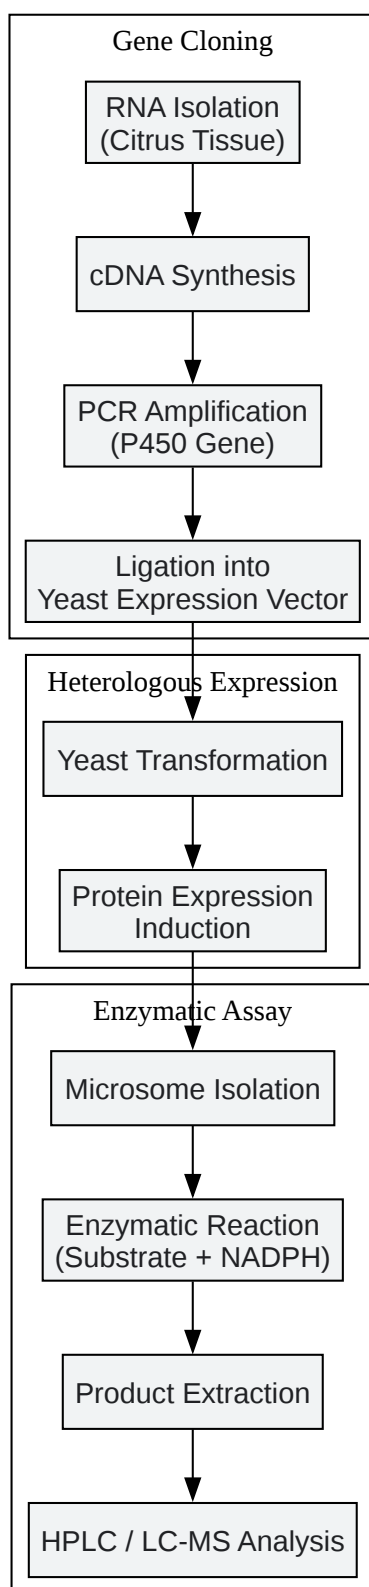 Gene Cloning
RNA Isolation
(Citrus Tissue)
cDNA Synthesis
PCR Amplification
(P450 Gene)
Ligation into
Yeast Expression Vector
Heterologous Expression
Yeast Transformation
Protein Expression
Induction
Enzymatic Assay
Microsome Isolation
Enzymatic Reaction
(Substrate + NADPH)
Product Extraction
HPLC / LC-MS Analysis